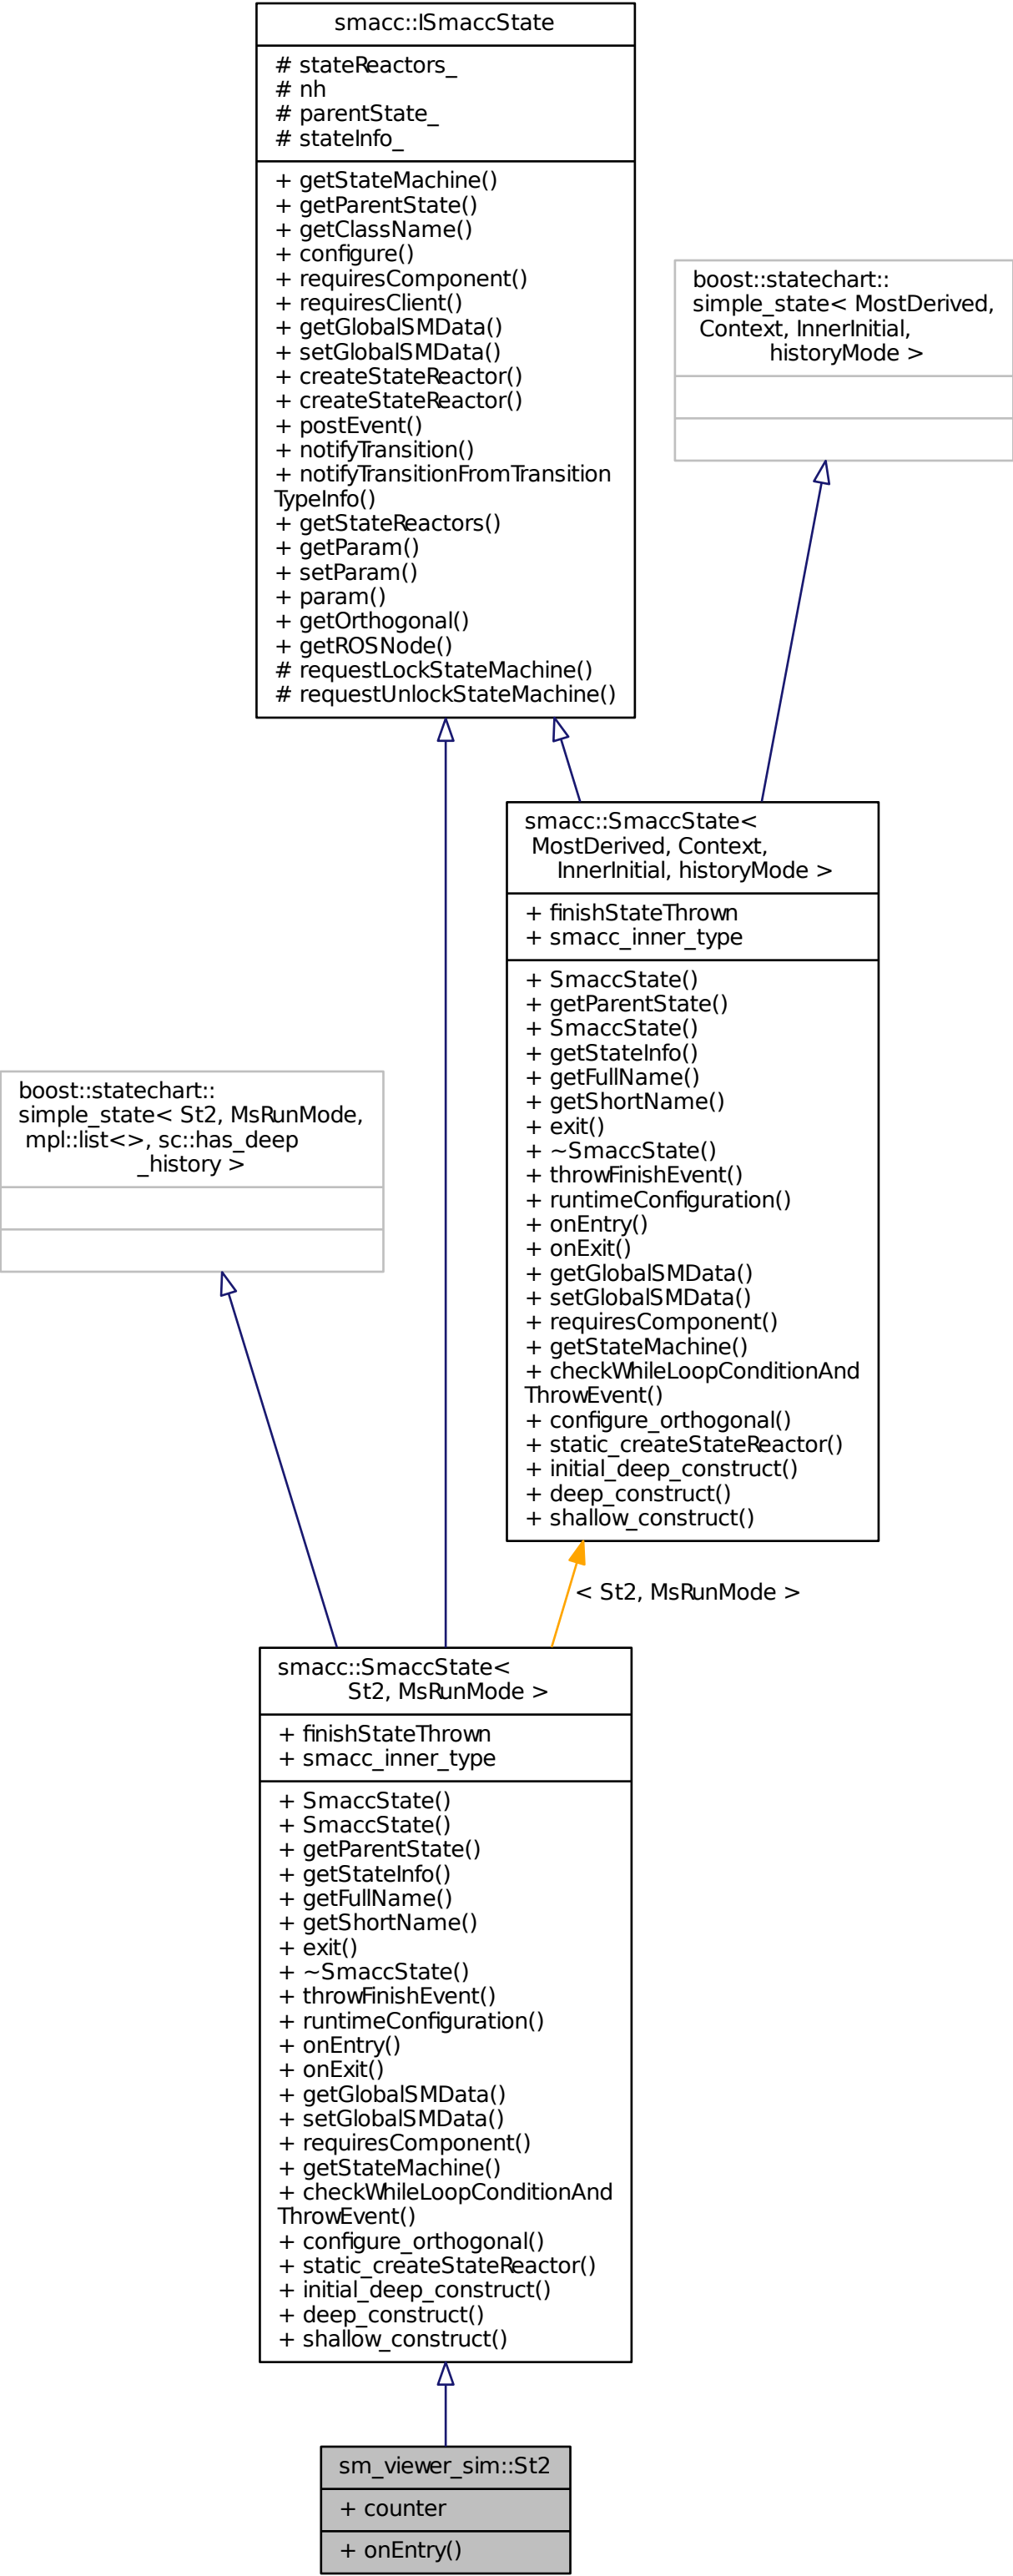 smacc::ISmaccState
# stateReactors_
# nh
# parentState_
# stateInfo_
+ getStateMachine()
+ getParentState()
+ getClassName()
+ configure()
+ requiresComponent()
+ requiresClient()
+ getGlobalSMData()
+ setGlobalSMData()
+ createStateReactor()
+ createStateReactor()
+ postEvent()
+ notifyTransition()
+ notifyTransitionFromTransition
TypeInfo()
+ getStateReactors()
+ getParam()
+ setParam()
+ param()
+ getOrthogonal()
+ getROSNode()
# requestLockStateMachine()
# requestUnlockStateMachine()
boost::statechart::
simple_state< MostDerived,
Context, InnerInitial,
historyMode >
smacc::SmaccState<
MostDerived, Context,
InnerInitial, historyMode >
+ finishStateThrown
+ smacc_inner_type
+ SmaccState()
+ getParentState()
+ SmaccState()
+ getStateInfo()
+ getFullName()
+ getShortName()
+ exit()
+ ~SmaccState()
+ throwFinishEvent()
+ runtimeConfiguration()
+ onEntry()
+ onExit()
+ getGlobalSMData()
+ setGlobalSMData()
+ requiresComponent()
+ getStateMachine()
+ checkWhileLoopConditionAnd
ThrowEvent()
+ configure_orthogonal()
+ static_createStateReactor()
+ initial_deep_construct()
+ deep_construct()
+ shallow_construct()
boost::statechart::
simple_state< St2, MsRunMode,
mpl::list<>, sc::has_deep
_history >
< St2, MsRunMode >
smacc::SmaccState<
St2, MsRunMode >
+ finishStateThrown
+ smacc_inner_type
+ SmaccState()
+ SmaccState()
+ getParentState()
+ getStateInfo()
+ getFullName()
+ getShortName()
+ exit()
+ ~SmaccState()
+ throwFinishEvent()
+ runtimeConfiguration()
+ onEntry()
+ onExit()
+ getGlobalSMData()
+ setGlobalSMData()
+ requiresComponent()
+ getStateMachine()
+ checkWhileLoopConditionAnd
ThrowEvent()
+ configure_orthogonal()
+ static_createStateReactor()
+ initial_deep_construct()
+ deep_construct()
+ shallow_construct()
sm_viewer_sim::St2
+ counter
+ onEntry()